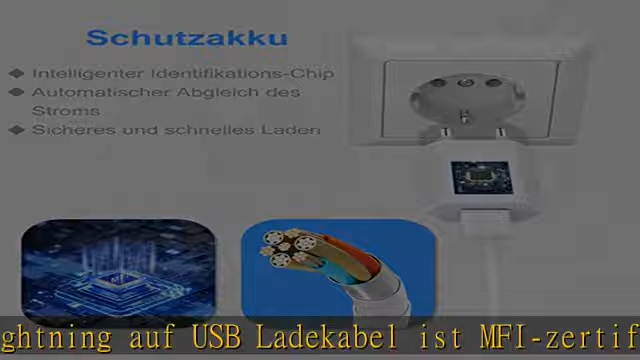 Schutzakku
◆ Intelligenter Identifikations-Chip
◆ Automatischer Abgleich des
Stroms
◆ Sicheres und schnelles Laden
ghtning auf USB Ladekabel ist MFI-zertif